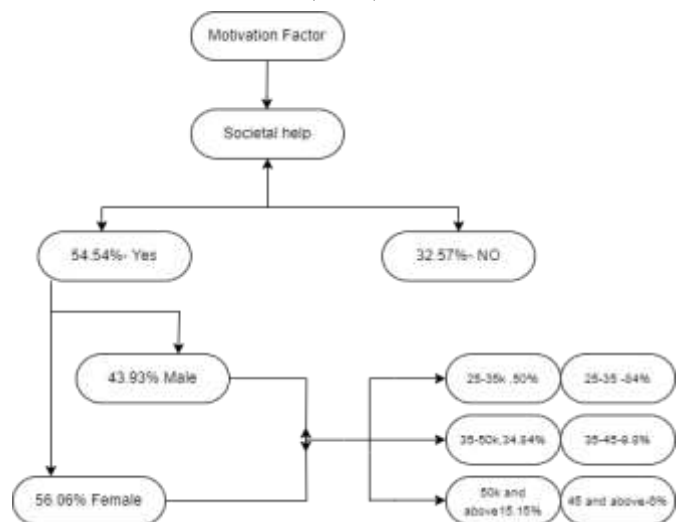 Motivation Factor
Societal help
54.54%- Yes
32.57%- NO
43.93% Male
25-35k ,50%
25-35 -84%
35-50k,34.84%
35-45-9.8%
56.06% Female
50k and
above15.15%
45 and above-6%